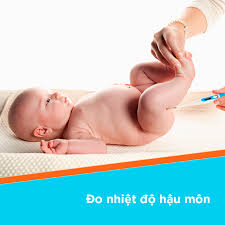 Đo nhiệt độ hậu môn